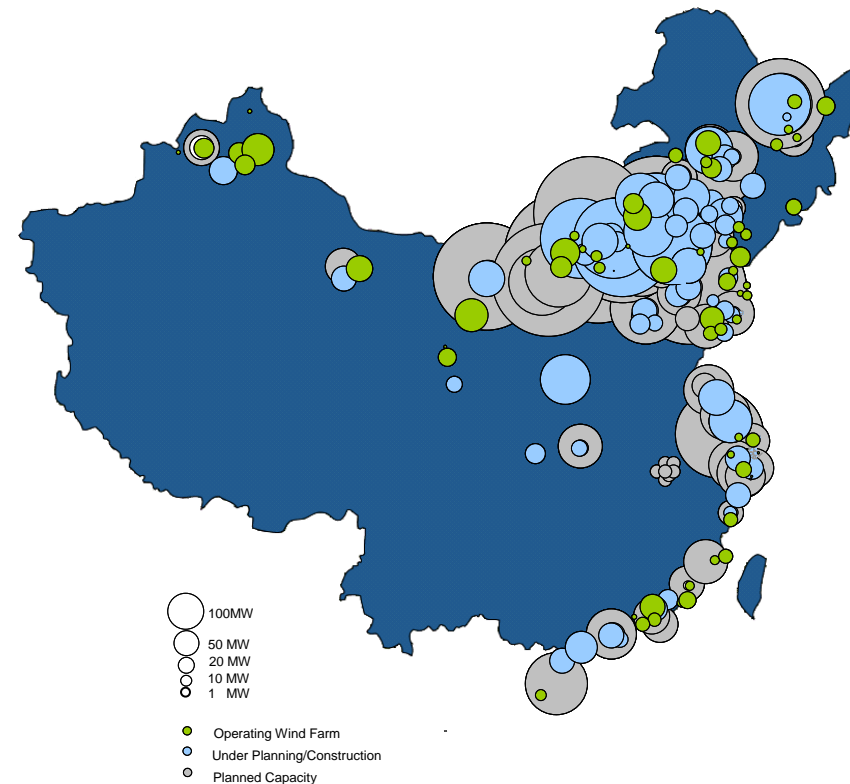 100MW
50 MW
20 MW
10 MW
1 MW
Operating Wind Farm
Under Planning/Construction
Planned Capacity